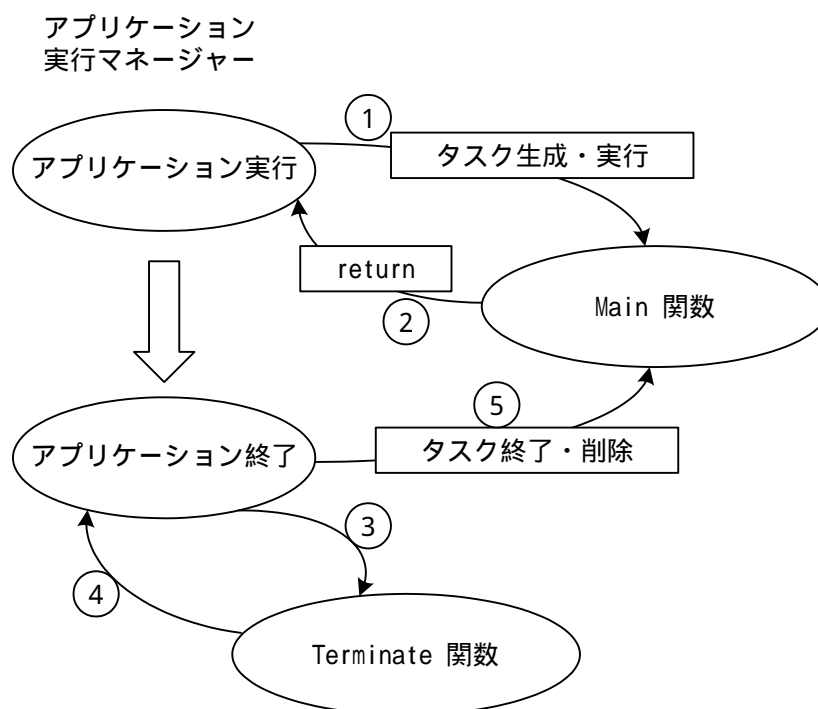 アプリケーション
実行マネージャー
①
アプリケーション実行
タスク生成・実行
return
②
Main 関数
⑤
アプリケーション終了
タスク終了・削除
③
④
Terminate 関数